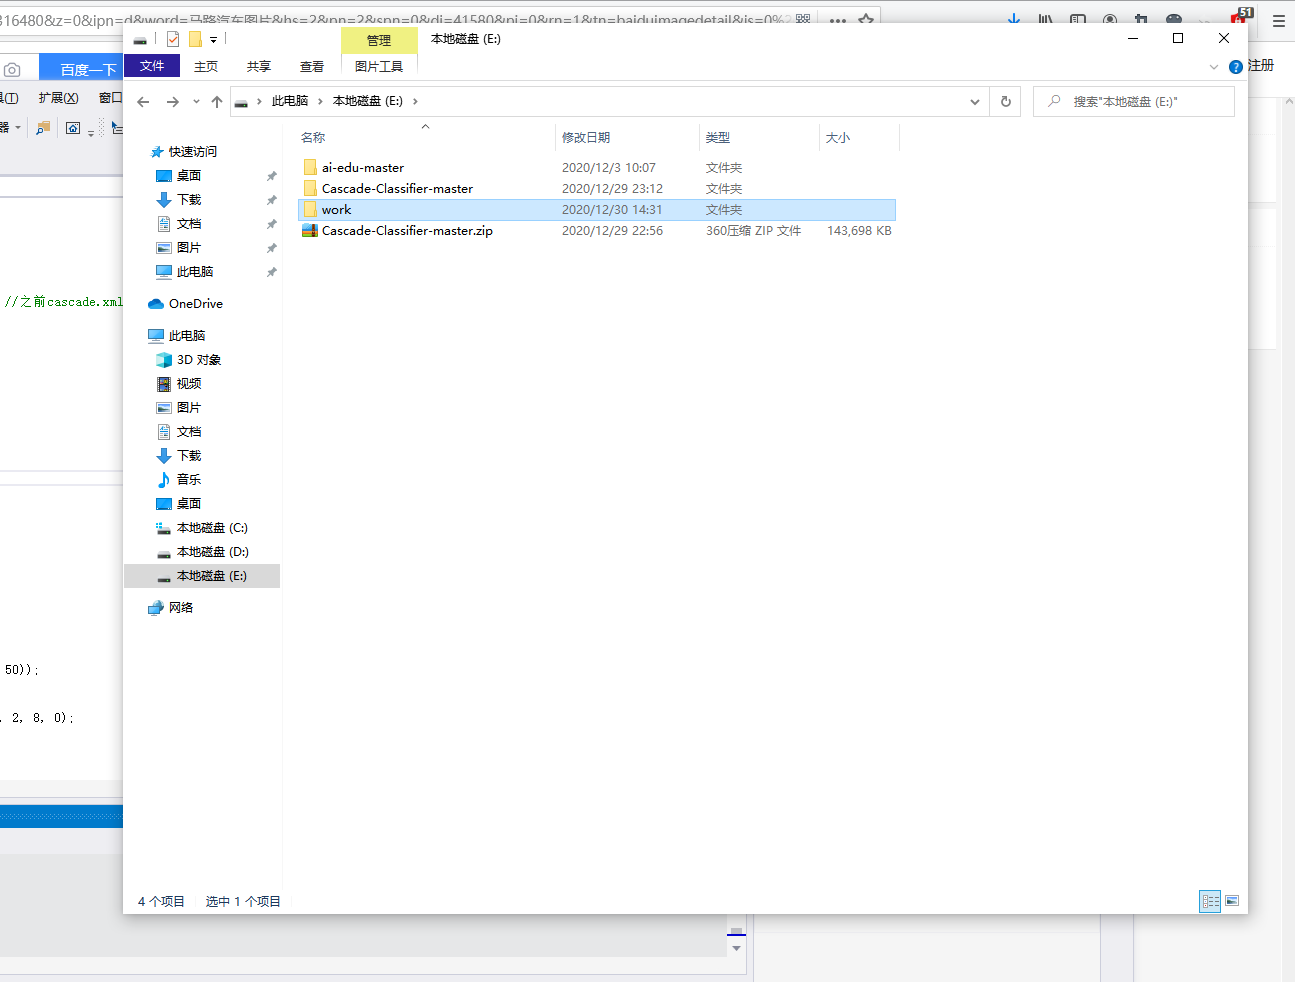 316480&z=0&ipn=d&word=马路汽车图片&hs=2&pn=2&spn=0&di=41580&pi=0&rn=1&tn=baiduimagedetail&is=0%2
51
管理
本地磁盘 (E:)
文件
主页
共享
查看
图片工具
注册
百度一下
扩展(X)
窗口
此电脑
本地磁盘 (E:)
搜索"本地磁盘 (E:)"
器
名称
修改日期
类型
大小
快速访问
桌面
下载
文档
图片
此电脑
OneDrive
此电脑
3D 对象
视频
图片
文档
下载
音乐
桌面
本地磁盘 (C:)
本地磁盘 (D:)
本地磁盘 (E:)
网络
ai-edu-master 2020/12/3 10:07 文件夹
Cascade-Classifier-master 2020/12/29 23:12 文件夹
work 2020/12/30 14:31 文件夹
Cascade-Classifier-master.zip 2020/12/29 22:56 360压缩 ZIP 文件 143,698 KB
//之前cascade.xml
50));
, 2, 8, 0);
4 个项目
选中 1 个项目